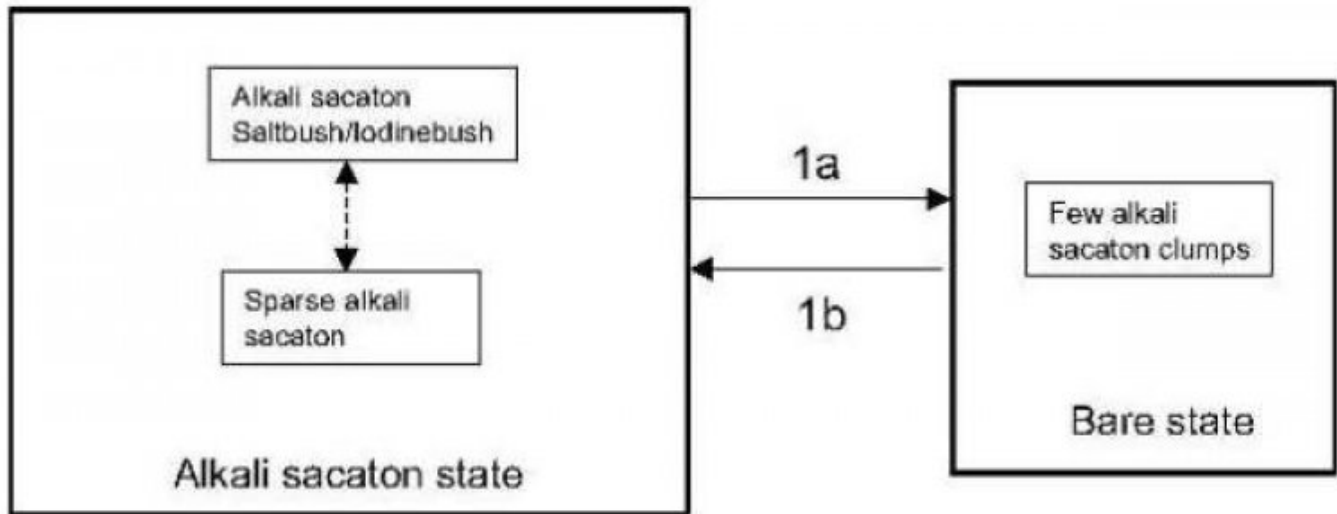 Alkali sacaton
Saltbush/Iodinebush
Sparse alkali
sacaton
Alkali sacaton state
1a
1b
Few alkali
sacaton clumps
Bare state